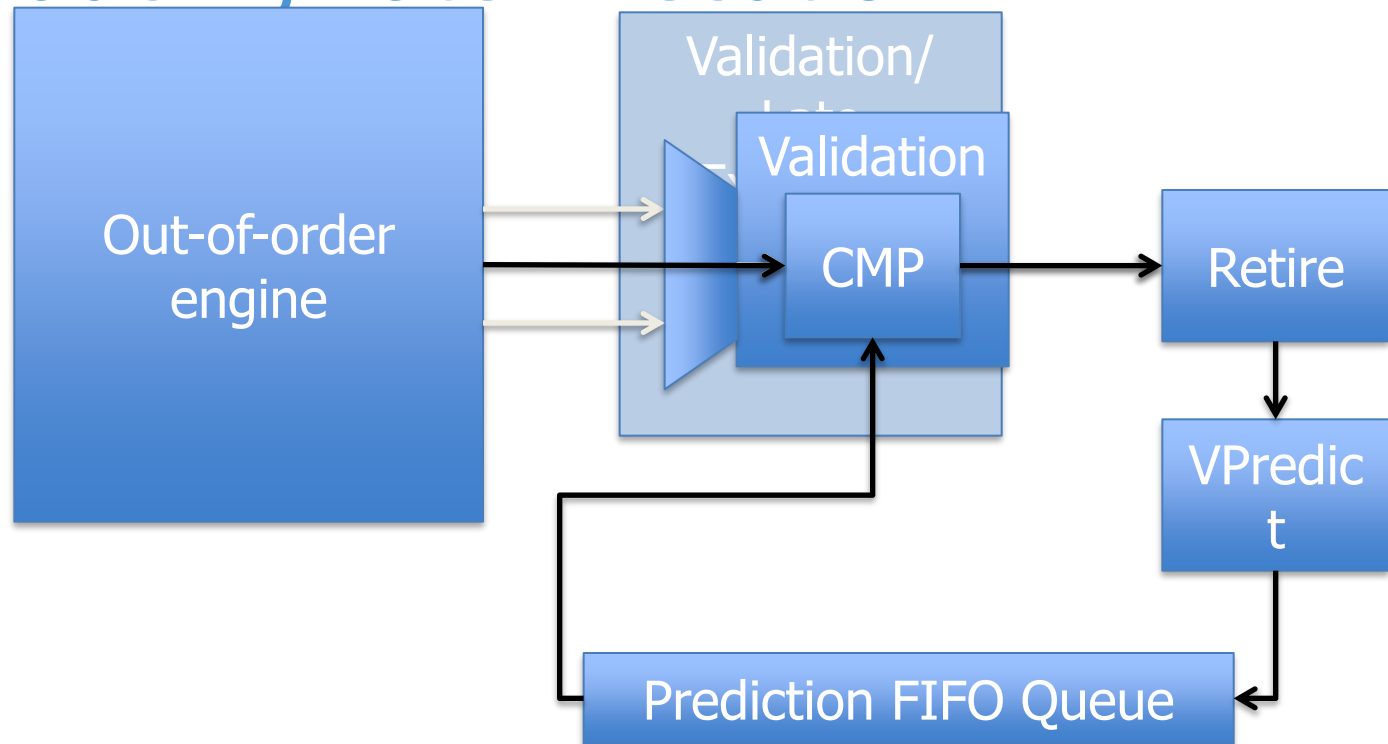 Validation/
Validation
Out-of-order
engine
CMP
Retire
VPredic
t
Prediction FIFO Queue